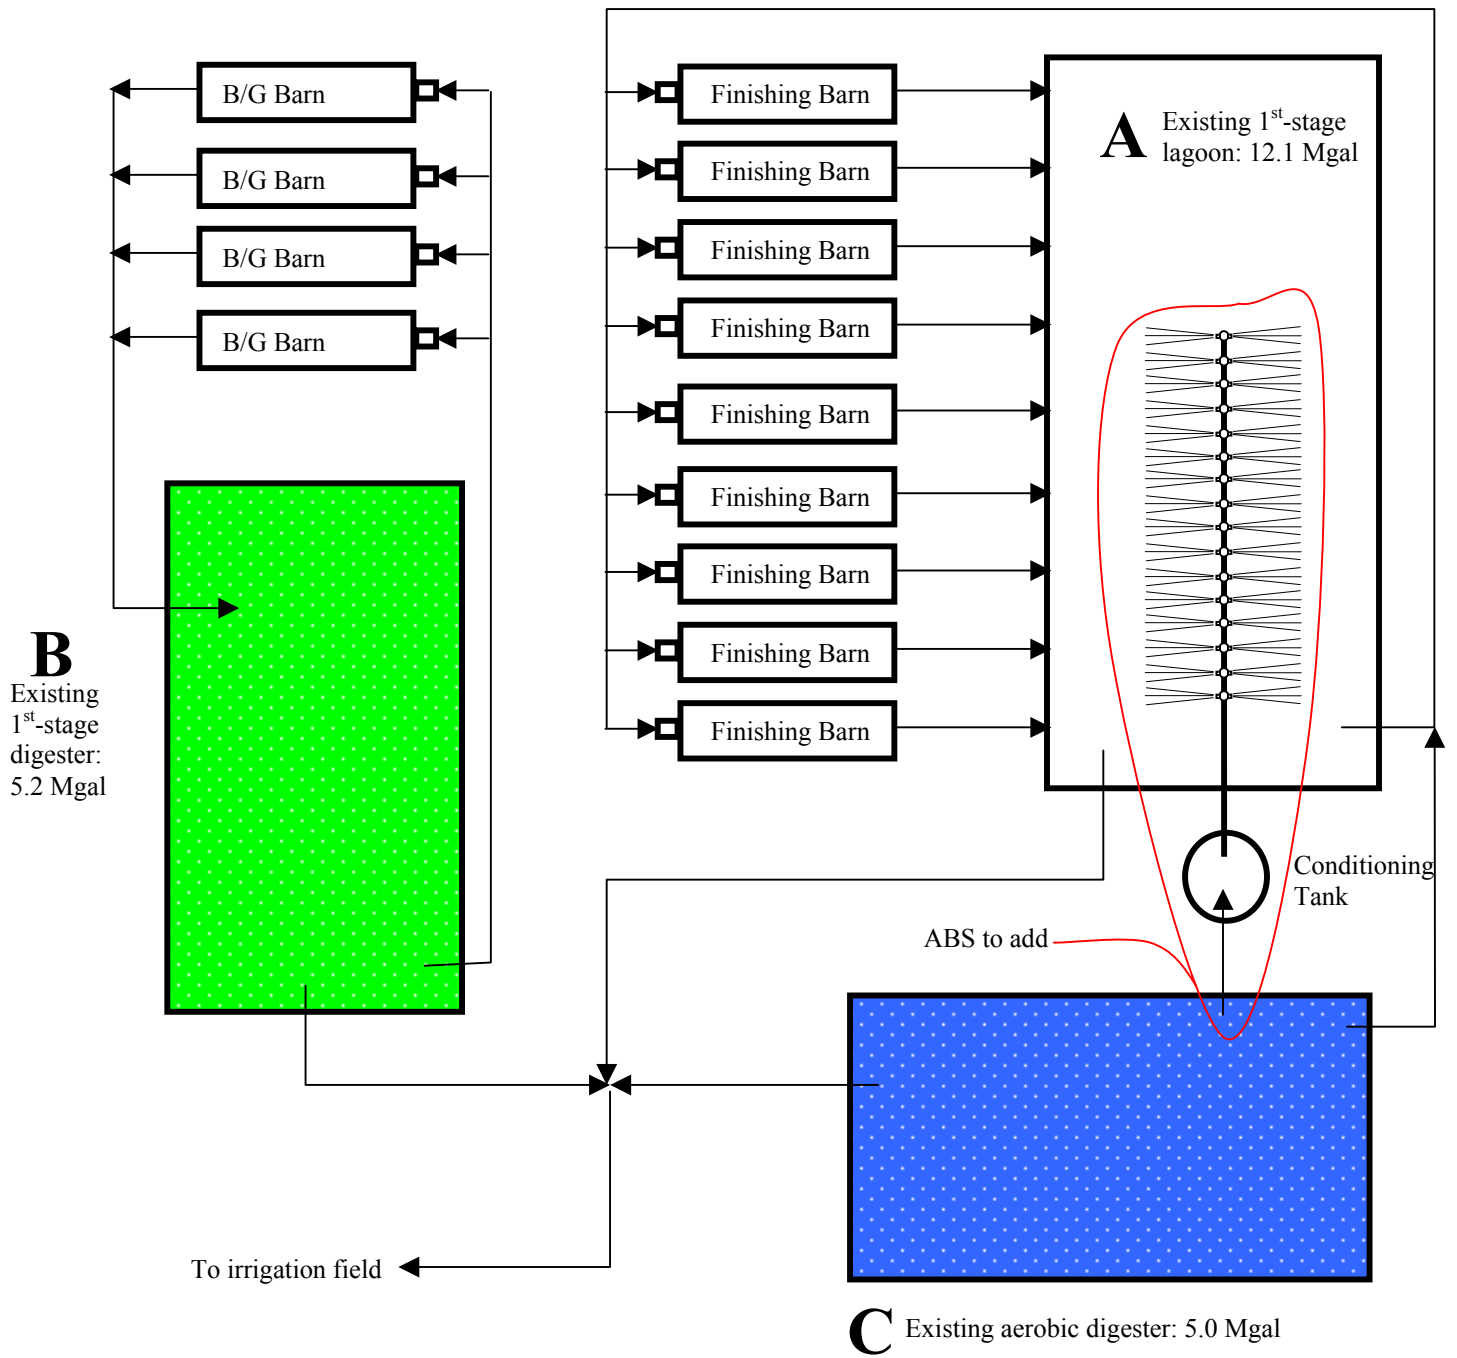 B/G Barn
B/G Barn
B/G Barn
B/G Barn
Finishing Barn
Finishing Barn
Finishing Barn
Finishing Barn
Finishing Barn
Finishing Barn
Finishing Barn
Finishing Barn
Finishing Barn
A
Existing 1st-stage
lagoon: 12.1 Mgal
B
Existing
1st-stage
digester:
5.2 Mgal
Conditioning
Tank
ABS to add
To irrigation field
C
Existing aerobic digester: 5.0 Mgal